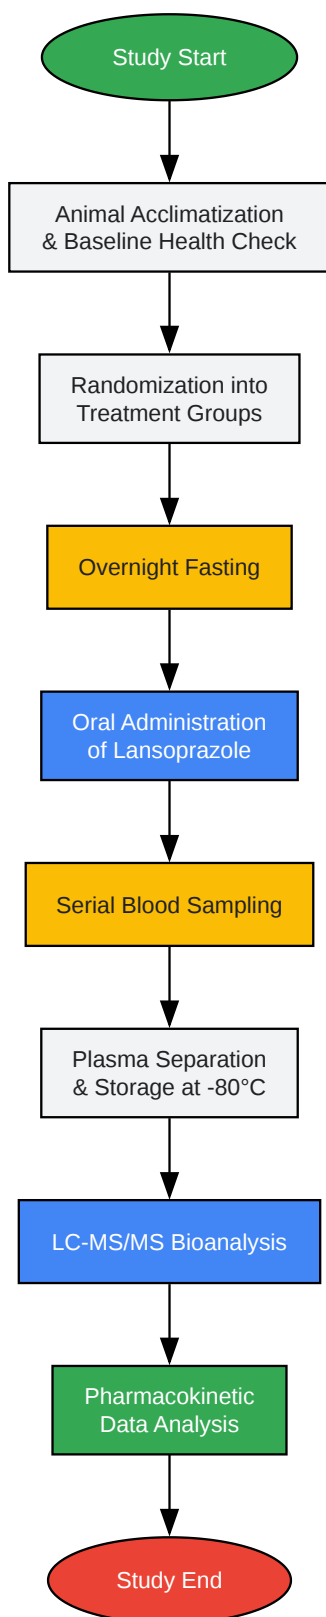 Study Start
Animal Acclimatization
& Baseline Health Check
Randomization into
Treatment Groups
Overnight Fasting
Oral Administration
of Lansoprazole
Serial Blood Sampling
Plasma Separation
& Storage at -80°C
LC-MS/MS Bioanalysis
Pharmacokinetic
Data Analysis
Study End